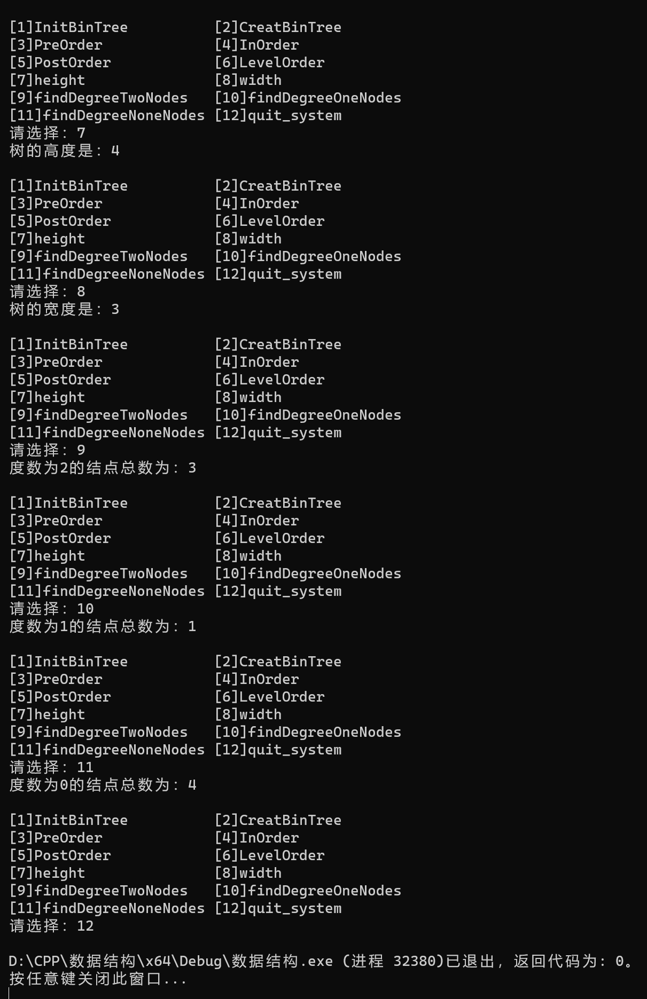 [1]InitBinTree          [2]CreatBinTree
[3]PreOrder             [4]InOrder
[5]PostOrder            [6]LevelOrder
[7]height               [8]width
[9]findDegreeTwoNodes   [10]findDegreeOneNodes
[11]findDegreeNoneNodes [12]quit_system
请选择：7
树的高度是：4
[1]InitBinTree          [2]CreatBinTree
[3]PreOrder             [4]InOrder
[5]PostOrder            [6]LevelOrder
[7]height               [8]width
[9]findDegreeTwoNodes   [10]findDegreeOneNodes
[11]findDegreeNoneNodes [12]quit_system
请选择：8
树的宽度是：3
[1]InitBinTree          [2]CreatBinTree
[3]PreOrder             [4]InOrder
[5]PostOrder            [6]LevelOrder
[7]height               [8]width
[9]findDegreeTwoNodes   [10]findDegreeOneNodes
[11]findDegreeNoneNodes [12]quit_system
请选择：9
度数为2的结点总数为：3
[1]InitBinTree          [2]CreatBinTree
[3]PreOrder             [4]InOrder
[5]PostOrder            [6]LevelOrder
[7]height               [8]width
[9]findDegreeTwoNodes   [10]findDegreeOneNodes
[11]findDegreeNoneNodes [12]quit_system
请选择：10
度数为1的结点总数为：1
[1]InitBinTree          [2]CreatBinTree
[3]PreOrder             [4]InOrder
[5]PostOrder            [6]LevelOrder
[7]height               [8]width
[9]findDegreeTwoNodes   [10]findDegreeOneNodes
[11]findDegreeNoneNodes [12]quit_system
请选择：11
度数为0的结点总数为：4
[1]InitBinTree          [2]CreatBinTree
[3]PreOrder             [4]InOrder
[5]PostOrder            [6]LevelOrder
[7]height               [8]width
[9]findDegreeTwoNodes   [10]findDegreeOneNodes
[11]findDegreeNoneNodes [12]quit_system
请选择：12
D:\CPP\数据结构\x64\Debug\数据结构.exe (进程 32380)已退出，返回代码为: 0。
按任意键关闭此窗口...